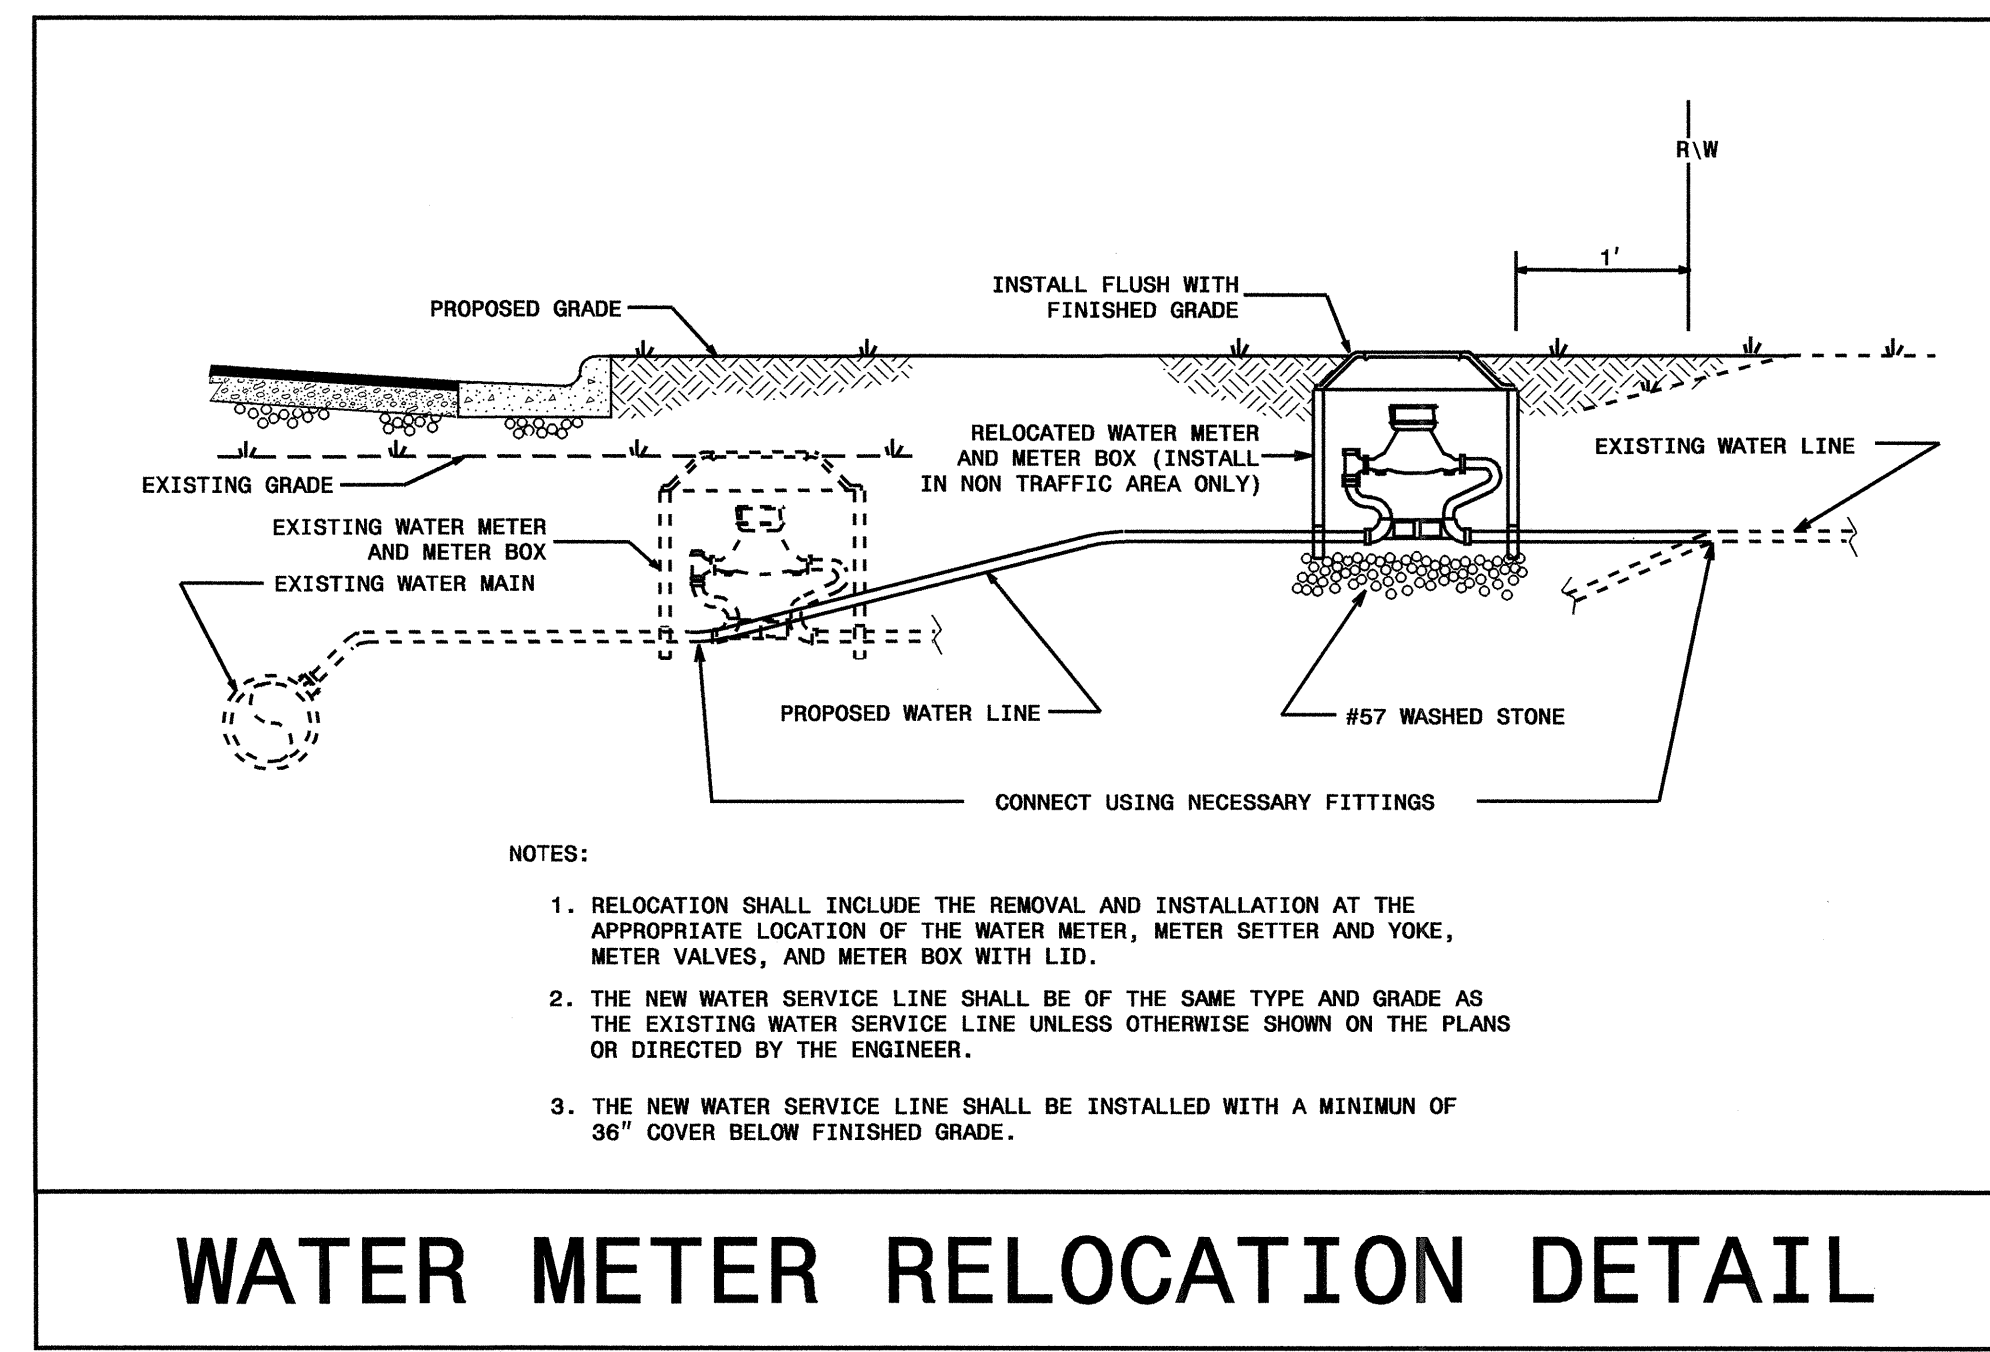 R\W
1'
INSTALL FLUSH WITH
FINISHED GRADE
PROPOSED GRADE
RELOCATED WATER METER
AND METER BOX (INSTALL
IN NON TRAFFIC AREA ONLY)
EXISTING WATER LINE
EXISTING GRADE
EXISTING WATER METER
AND METER BOX
EXISTING WATER MAIN
PROPOSED WATER LINE
#57 WASHED STONE
CONNECT USING NECESSARY FITTINGS
NOTES:
1. RELOCATION SHALL INCLUDE THE REMOVAL AND INSTALLATION AT THE
APPROPRIATE LOCATION OF THE WATER METER, METER SETTER AND YOKE,
METER VALVES, AND METER BOX WITH LID.
2. THE NEW WATER SERVICE LINE SHALL BE OF THE SAME TYPE AND GRADE AS
THE EXISTING WATER SERVICE LINE UNLESS OTHERWISE SHOWN ON THE PLANS
OR DIRECTED BY THE ENGINEER.
3. THE NEW WATER SERVICE LINE SHALL BE INSTALLED WITH A MINIMUN OF
36" COVER BELOW FINISHED GRADE.
WATER METER RELOCATION DETAIL